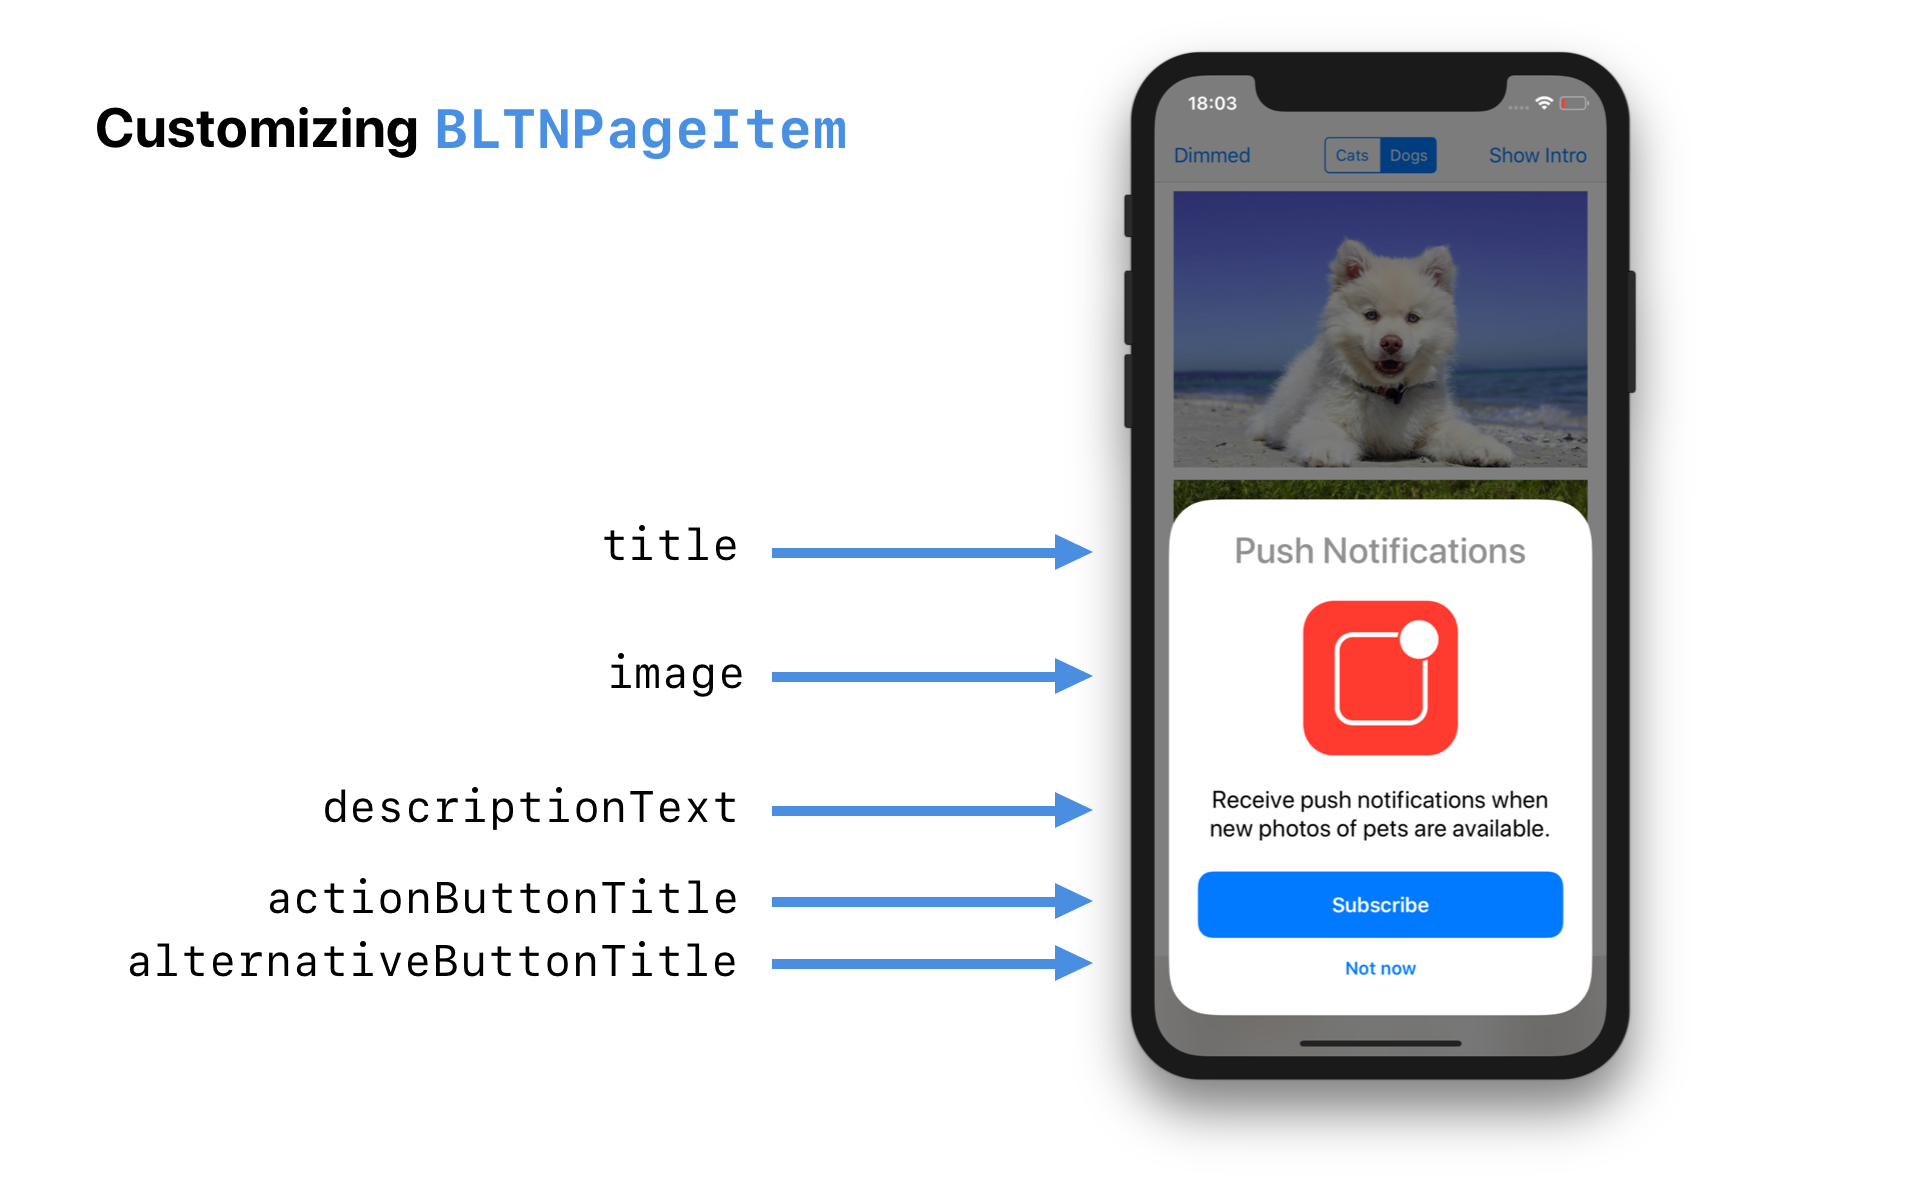 Customizing BLTNPageItem
title
image
descriptionText
actionButtonTitle
alternativeButtonTitle
18:03
Dimmed
Cats
Dogs
Show Intro
Push Notifications
Receive push notifications when
new photos of pets are available.
Subscribe
Not now